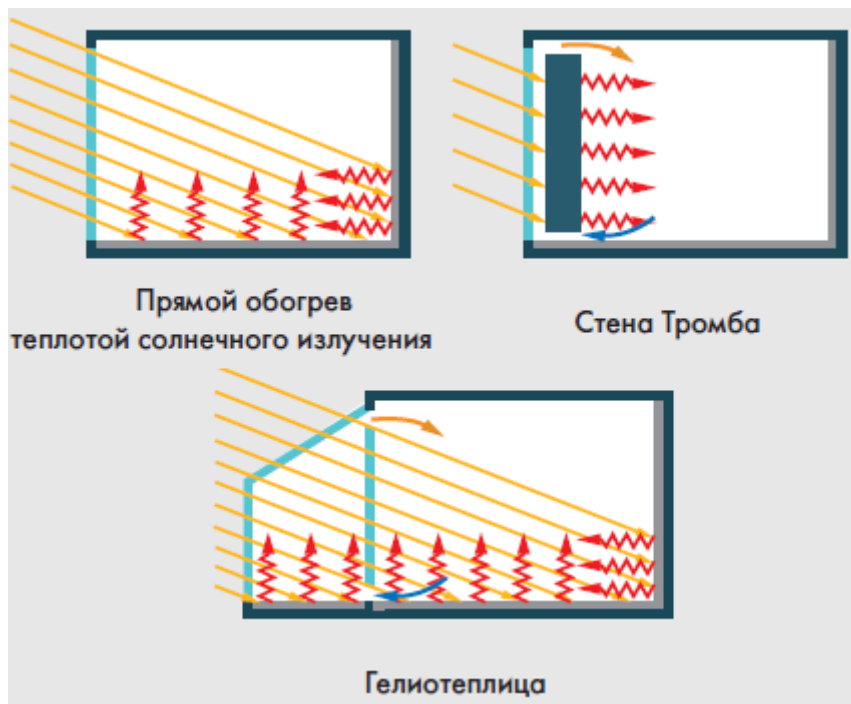 Прямой обогрев
теплотой солнечного излучения
Стена Тромба
Гелиотеплица